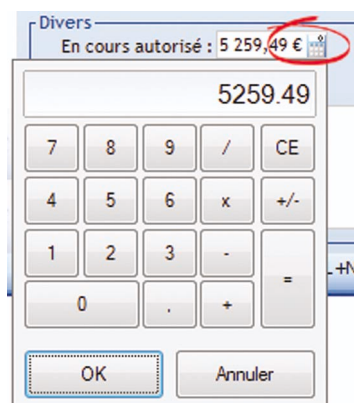 Divers
En cours autorisé : 5 259,49 €
5259.49
7 8 9 / CE
4 5 6 x +/-
1 2 3 - =
0 . +
L+N
OK Annuler